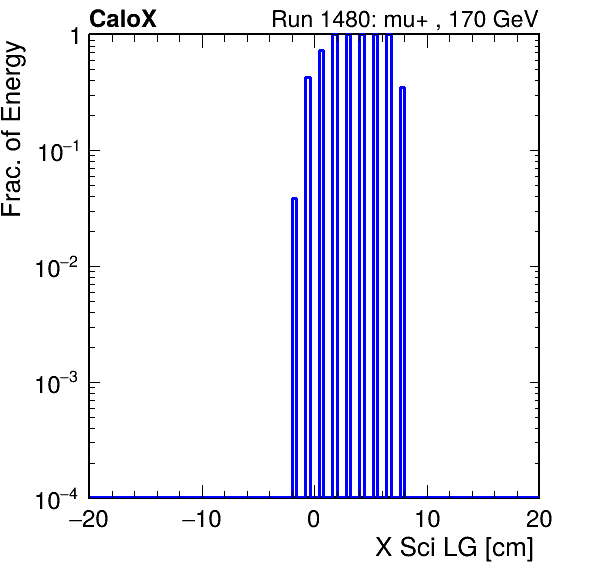 CaloX Run 1480: mu+ , 170 GeV
Frac. of Energy
1
10⁻¹
10⁻²
10⁻³
10⁻⁴
−20 −10 0 10 20
X Sci LG [cm]